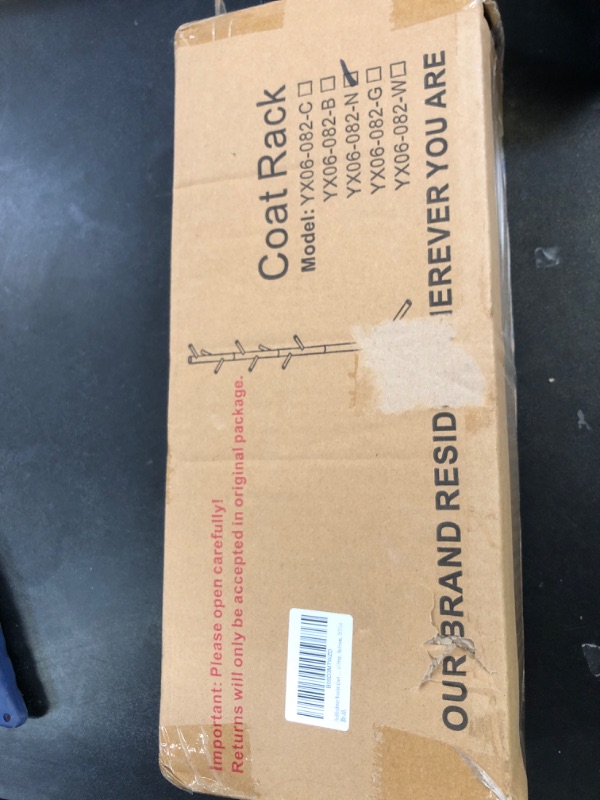 Coat Rack
Model: YX06-082-C
YX06-082-B
YX06-082-N
YX06-082-G
YX06-082-W
OUR BRAND RESID EREVER YOU ARE
Important: Please open carefully!
Returns will only be accepted in original package.